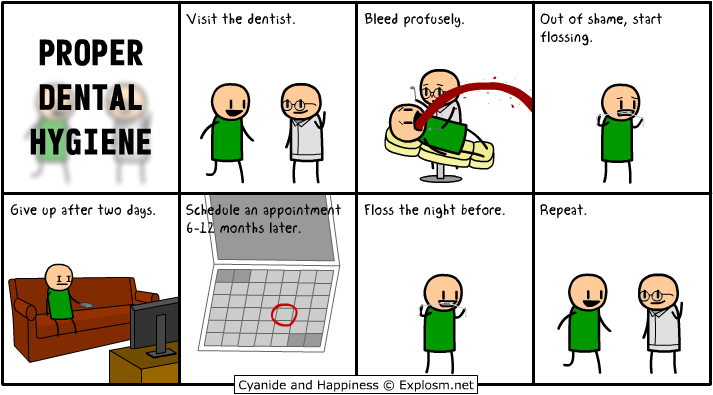 PROPER
DENTAL
HYGIENE
Visit the dentist.
Bleed profusely.
Out of shame, start
flossing.
Give up after two days.
Schedule an appointment
6-12 months later.
Floss the night before.
Repeat.
Cyanide and Happiness © Explosm.net